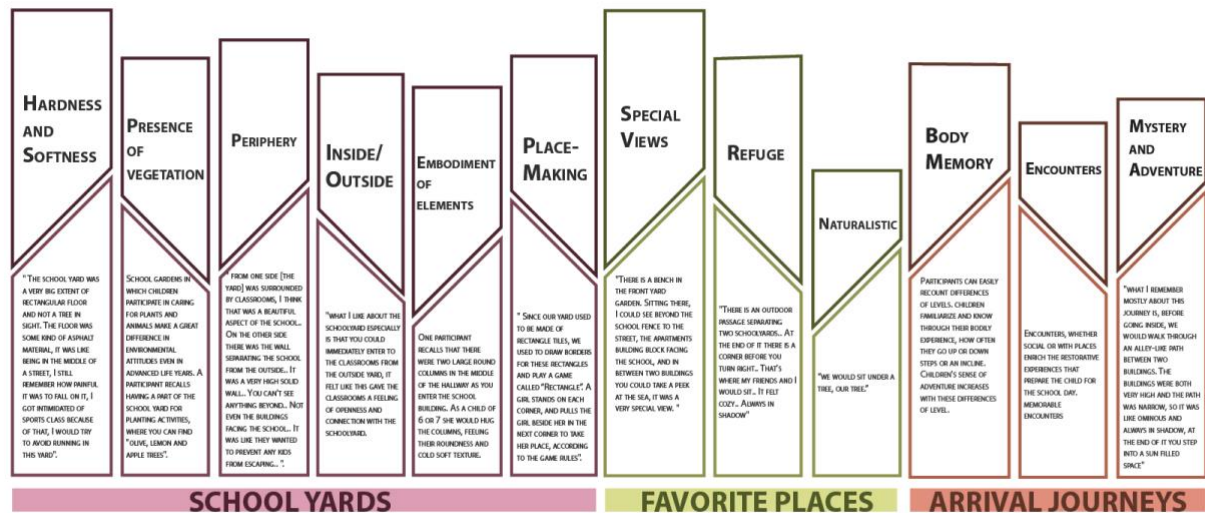 HARDNESS
AND
SOFTNESS
" THE SCHOOL YARD WAS
A VERY BIG EXTENT OF
RECTANGULAR FLOOR
AND NOT A TREE IN
SIGHT. THE FLOOR WAS
SOME KIND OF ASPHALT
MATERIAL, IT WAS LIKE
BEING IN THE MIDDLE OF
A STREET, I STILL
REMEMBER HOW PAINFUL
IT WAS TO FALL ON IT, I
GOT INTIMIDATED OF
SPORTS CLASS BECAUSE
OF THAT, I WOULD TRY
TO AVOID RUNNING IN
THIS YARD".
PRESENCE
OF
VEGETATION
SCHOOL GARDENS IN
WHICH CHILDREN
PARTICIPATE IN CARING
FOR PLANTS AND
ANIMALS MAKE A GREAT
DIFFERENCE IN
ENVIRONMENTAL
ATTITUDES EVEN IN
ADVANCED LIFE YEARS. A
PARTICIPANT RECALLS
HAVING A PART OF THE
SCHOOL YARD FOR
PLANTING ACTIVITIES,
WHERE YOU CAN FIND
"OLIVE, LEMON AND
APPLE TREES".
PERIPHERY
" FROM ONE SIDE [THE
YARD] WAS SURROUNDED
BY CLASSROOMS, I THINK
THAT WAS A BEAUTIFUL
ASPECT OF THE SCHOOL...
ON THE OTHER SIDE
THERE WAS THE WALL
SEPARATING THE SCHOOL
FROM THE OUTSIDE.. IT
WAS A VERY HIGH SOLID
WALL... YOU CAN'T SEE
ANYTHING BEYOND.. NOT
EVEN THE BUILDINGS
FACING THE SCHOOL... IT
WAS LIKE THEY WANTED
TO PREVENT ANY KIDS
FROM ESCAPING... ".
INSIDE/
OUTSIDE
"WHAT I LIKE ABOUT THE
SCHOOLYARD ESPECIALLY
IS THAT YOU COULD
IMMEDIATELY ENTER TO
THE CLASSROOMS FROM
THE OUTSIDE YARD, IT
FELT LIKE THIS GAVE THE
CLASSROOMS A FEELING
OF OPENNESS AND
CONNECTION WITH THE
SCHOOLYARD.
EMBODIMENT
OF
ELEMENTS
ONE PARTICIPANT
RECALLS THAT THERE
WERE TWO LARGE ROUND
COLUMNS IN THE MIDDLE
OF THE HALLWAY AS YOU
ENTER THE SCHOOL
BUILDING. AS A CHILD OF
6 OR 7 SHE WOULD HUG
THE COLUMNS, FEELING
THEIR ROUNDNESS AND
COLD SOFT TEXTURE.
PLACE-
MAKING
" SINCE OUR YARD USED
TO BE MADE OF
RECTANGLE TILES, WE
USED TO DRAW BORDERS
FOR THESE RECTANGLES
AND PLAY A GAME
CALLED "RECTANGLE". A
GIRL STANDS ON EACH
CORNER, AND PULLS THE
GIRL BESIDE HER IN THE
NEXT CORNER TO TAKE
HER PLACE, ACCORDING
TO THE GAME RULES".
SPECIAL
VIEWS
"THERE IS A BENCH IN
THE FRONT YARD
GARDEN. SITTING THERE,
I COULD SEE BEYOND THE
SCHOOL FENCE TO THE
STREET, THE APARTMENTS
BUILDING BLOCK FACING
THE SCHOOL, AND IN
BETWEEN TWO BUILDINGS
YOU COULD TAKE A PEEK
AT THE SEA, IT WAS A
VERY SPECIAL VIEW. "
REFUGE
"THERE IS AN OUTDOOR
PASSAGE SEPARATING
TWO SCHOOLYARDS... AT
THE END OF IT THERE IS A
CORNER BEFORE YOU
TURN RIGHT.. THAT'S
WHERE MY FRIENDS AND I
WOULD SIT... IT FELT
COZY.. ALWAYS IN
SHADOW"
NATURALISTIC
"WE WOULD SIT UNDER A
TREE, OUR TREE."
BODY
MEMORY
PARTICIPANTS CAN EASILY
RECOUNT DIFFERENCES
OF LEVELS. CHILDREN
FAMILIARIZE AND KNOW
THROUGH THEIR BODILY
EXPERIENCE, HOW OFTEN
THEY GO UP OR DOWN
STEPS OR AN INCLINE.
CHILDREN'S SENSE OF
ADVENTURE INCREASES
WITH THESE DIFFERENCES
OF LEVEL.
ENCOUNTERS
ENCOUNTERS, WHETHER
SOCIAL OR WITH PLACES
ENRICH THE RESTORATIVE
EXPERIENCES THAT
PREPARE THE CHILD FOR
THE SCHOOL DAY.
MEMORABLE
ENCOUNTERS
MYSTERY
AND
ADVENTURE
"WHAT I REMEMBER
MOSTLY ABOUT THIS
JOURNEY IS, BEFORE
GOING INSIDE, WE
WOULD WALK THROUGH
AN ALLEY-LIKE PATH
BETWEEN TWO
BUILDINGS. THE
BUILDINGS WERE BOTH
VERY HIGH AND THE PATH
WAS NARROW, SO IT WAS
LIKE OMINOUS AND
ALWAYS IN SHADOW, AT
THE END OF IT YOU STEP
INTO A SUN FILLED
SPACE"
SCHOOL YARDS
FAVORITE PLACES
ARRIVAL JOURNEYS